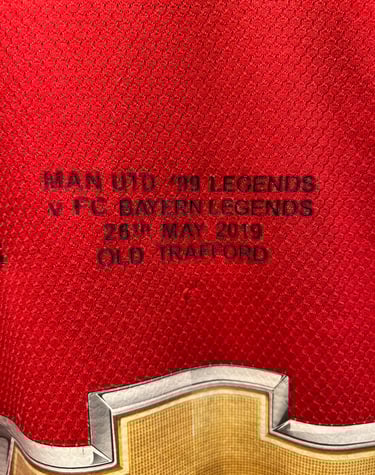 MAN UTD '99 LEGENDS
V FC BAYERN LEGENDS
26TH MAY 2019
OLD TRAFFORD